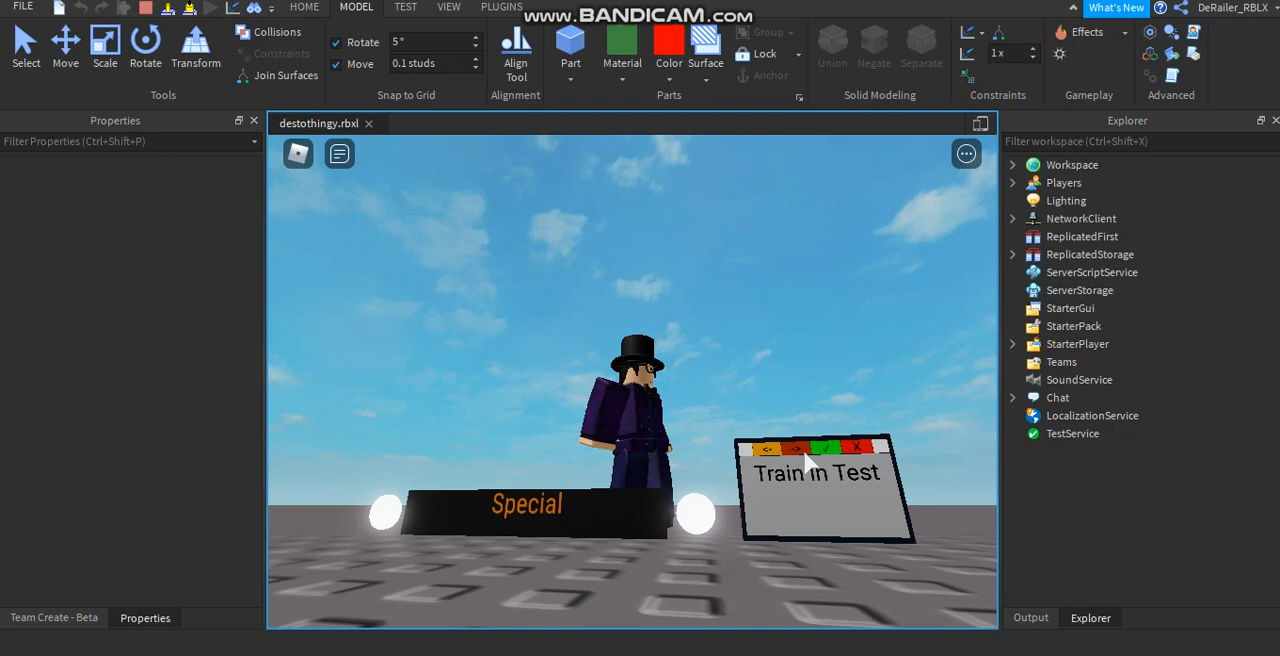 www.BANDICAM.com
FILE
HOME
MODEL
TEST
VIEW
PLUGINS
What's New
DeRailer_RBLX
Select
Move
Scale
Rotate
Transform
Collisions
Constraints
Join Surfaces
Tools
Rotate 5°
Move 0.1 studs
Snap to Grid
Align Tool
Alignment
Part
Material
Color
Surface
Group
Lock
Anchor
Parts
Union
Negate
Separate
Solid Modeling
1x
Constraints
Effects
Gameplay
Advanced
Properties
Filter Properties (Ctrl+Shift+P)
destothingy.rbxl
Special
<- -> √ X
Train in Test
Explorer
Filter workspace (Ctrl+Shift+X)
Workspace
Players
Lighting
NetworkClient
ReplicatedFirst
ReplicatedStorage
ServerScriptService
ServerStorage
StarterGui
StarterPack
StarterPlayer
Teams
SoundService
Chat
LocalizationService
TestService
Team Create - Beta
Properties
Output
Explorer